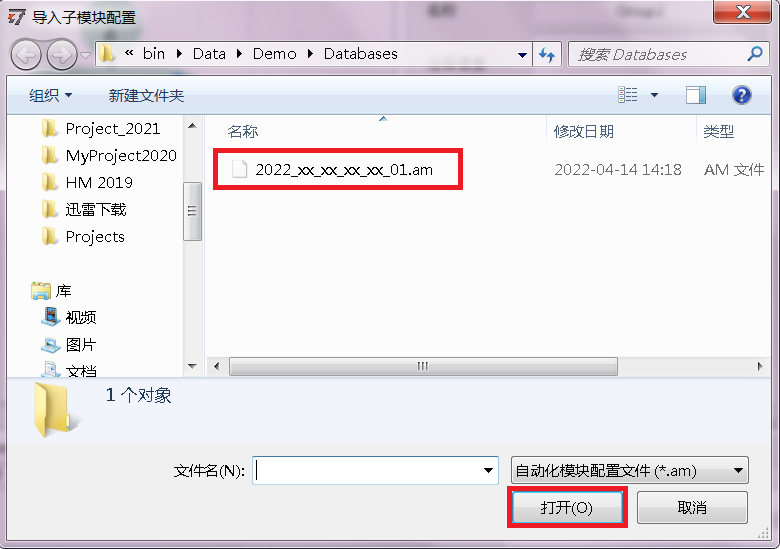 导入子模块配置
« bin Data Demo Databases 搜索 Databases
组织 新建文件夹
名称 修改日期 类型
Project_2021
MyProject2020
HM 2019
迅雷下载
Projects
库
视频
图片
文档
2022_xx_xx_xx_xx_01.am 2022-04-14 14:18 AM 文件
1 个对象
文件名(N): 自动化模块配置文件 (*.am)
打开(O) 取消